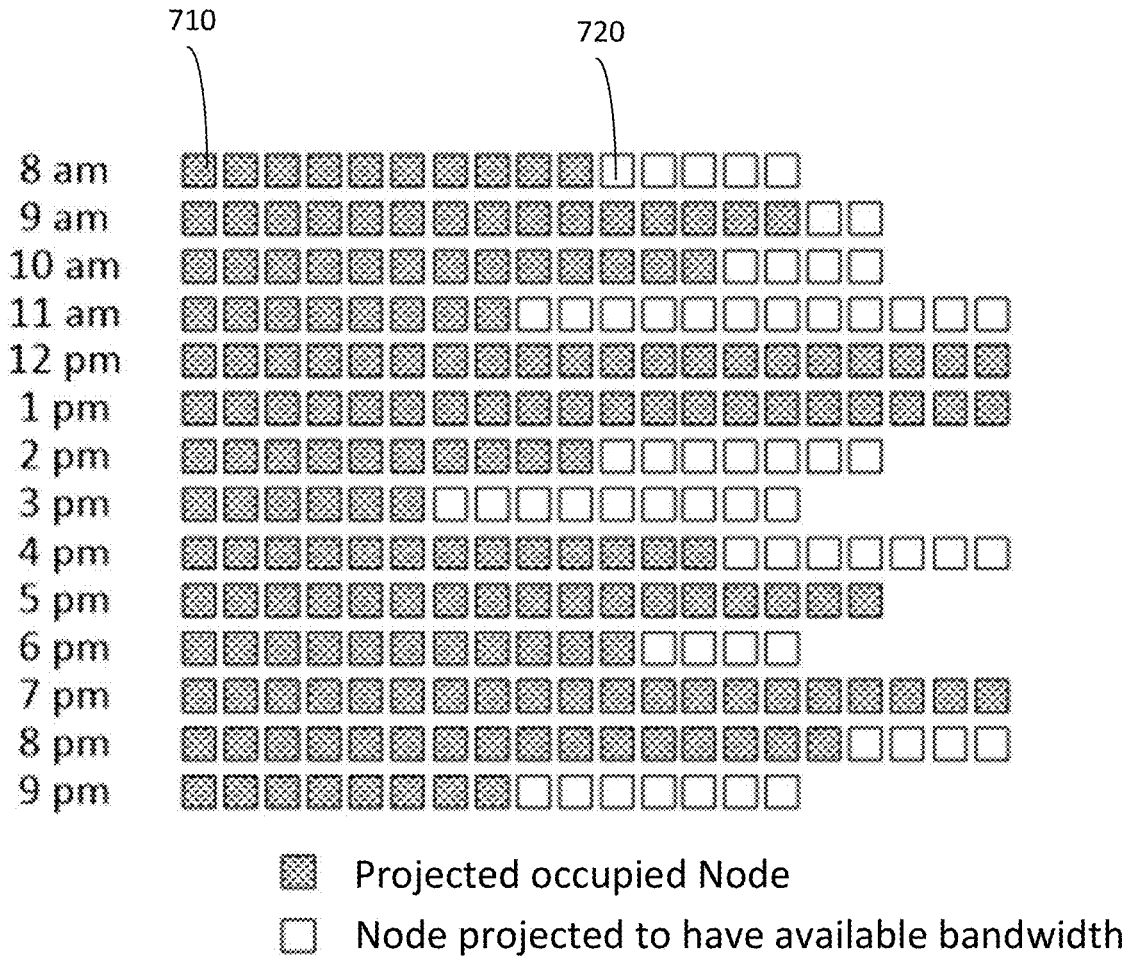 710
720
8 am
9 am
10 am
11 am
12 pm
1 pm
2 pm
3 pm
4 pm
5 pm
6 pm
7 pm
8 pm
9 pm
Projected occupied Node
Node projected to have available bandwidth